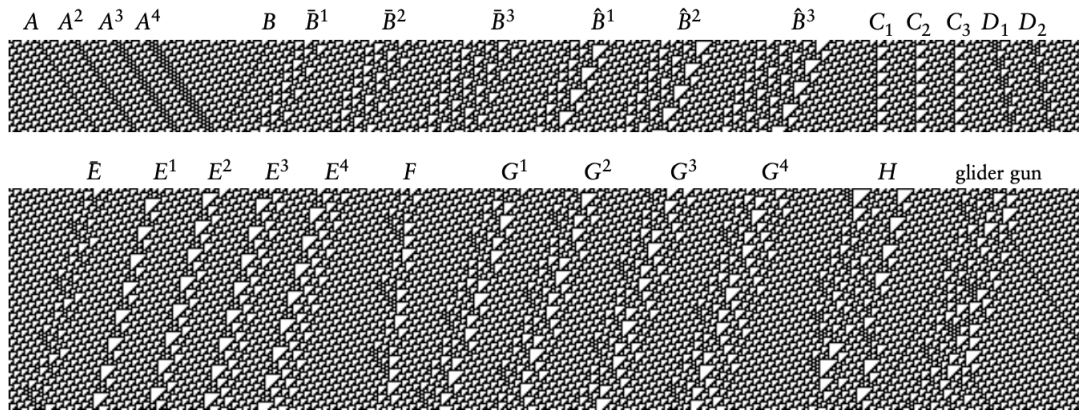 A A² A³ A⁴ B B̄¹ B̄² B̄³ B̂¹ B̂² B̂³ C₁ C₂ C₃ D₁ D₂
Ē E¹ E² E³ E⁴ F G¹ G² G³ G⁴ H glider gun